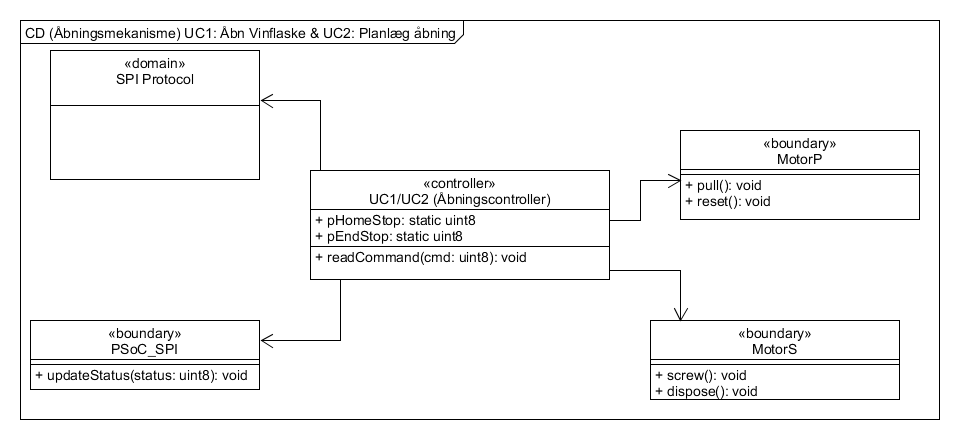 CD (Åbningsmekanisme) UC1: Åbn Vinflaske & UC2: Planlæg åbning
«domain»
SPI Protocol
«boundary»
MotorP
+ pull(): void
+ reset(): void
«controller»
UC1/UC2 (Åbningscontroller)
+ pHomeStop: static uint8
+ pEndStop: static uint8
+ readCommand(cmd: uint8): void
«boundary»
PSoC_SPI
+ updateStatus(status: uint8): void
«boundary»
MotorS
+ screw(): void
+ dispose(): void